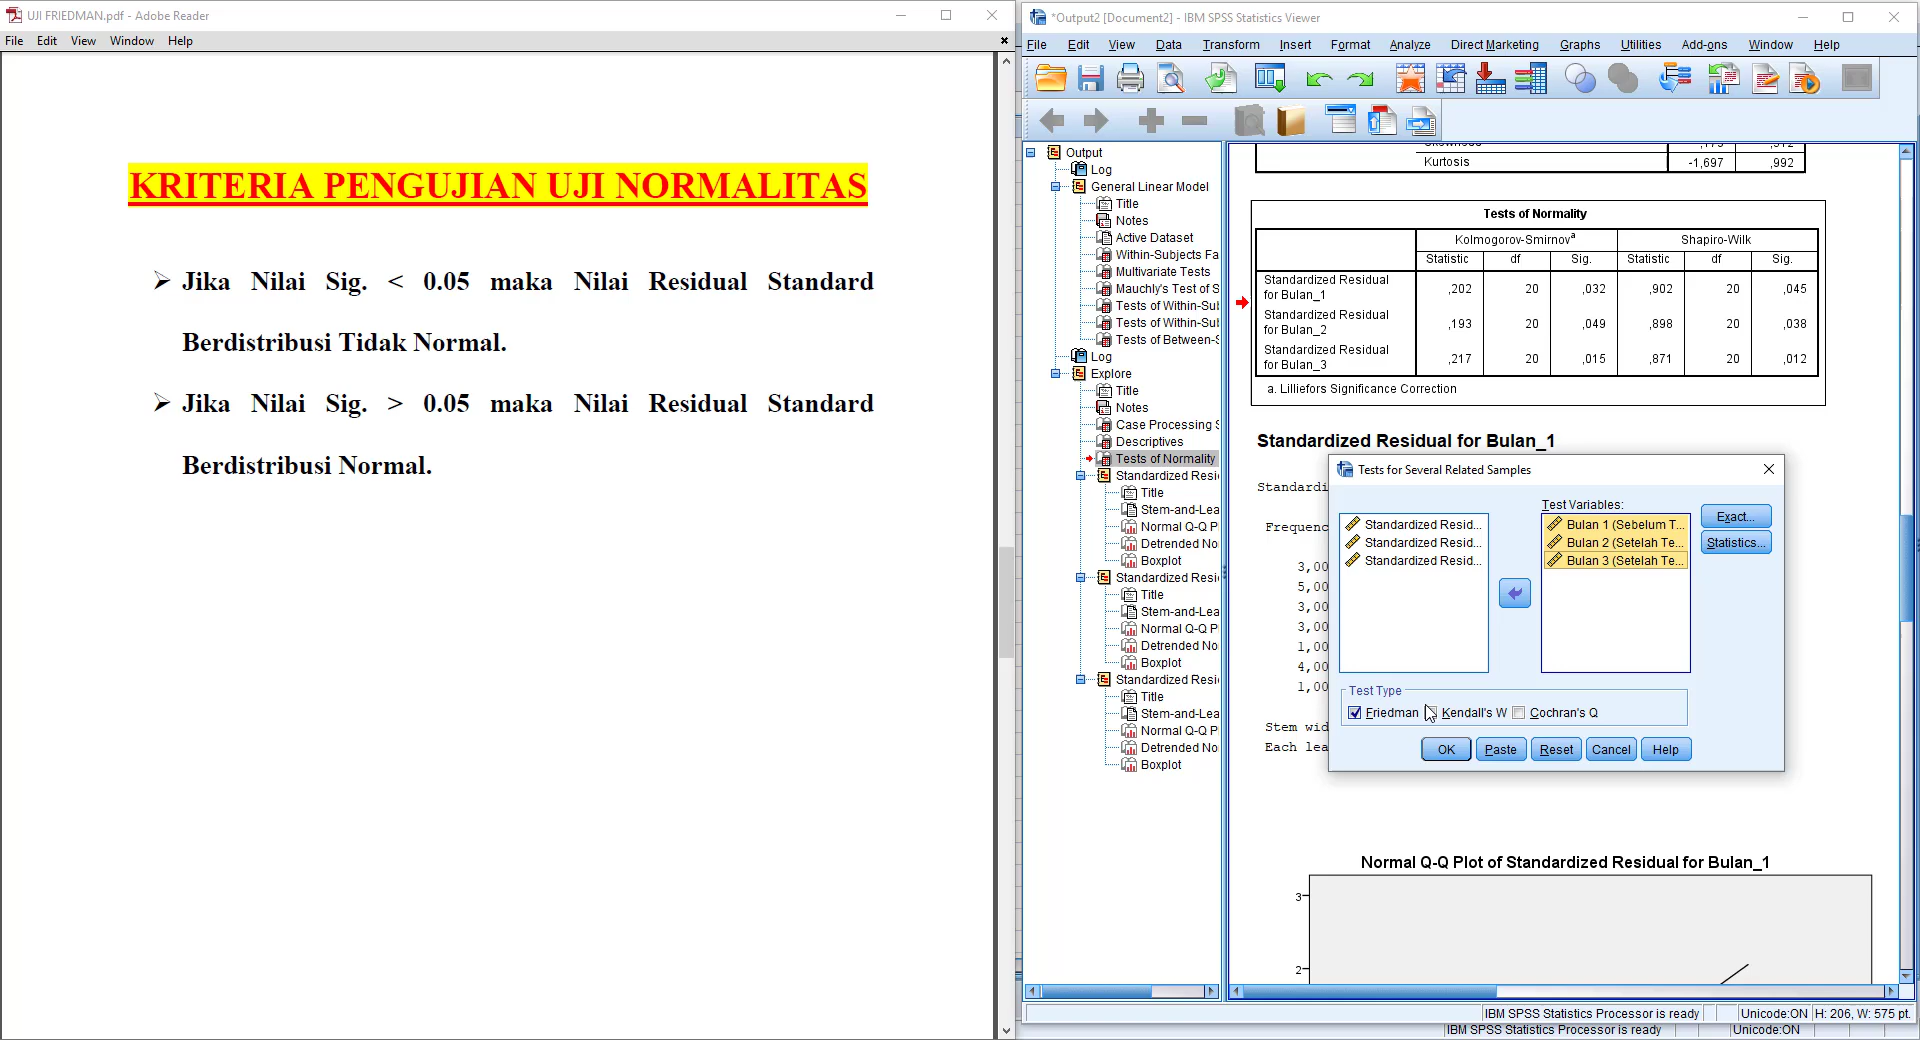 UJI FRIEDMAN.pdf - Adobe Reader
File Edit View Window Help
KRITERIA PENGUJIAN UJI NORMALITAS
Jika Nilai Sig. < 0.05 maka Nilai Residual Standard
Berdistribusi Tidak Normal.
Jika Nilai Sig. > 0.05 maka Nilai Residual Standard
Berdistribusi Normal.
*Output2 [Document2] - IBM SPSS Statistics Viewer
File Edit View Data Transform Insert Format Analyze Direct Marketing Graphs Utilities Add-ons Window Help
Output
Log
General Linear Model
Title
Notes
Active Dataset
Within-Subjects Fa
Multivariate Tests
Mauchly's Test of S
Tests of Within-Sub
Tests of Within-Sub
Tests of Between-S
Log
Explore
Title
Notes
Case Processing S
Descriptives
Tests of Normality
Standardized Resi
Title
Stem-and-Lea
Normal Q-Q P
Detrended No
Boxplot
Standardized Resi
Title
Stem-and-Lea
Normal Q-Q P
Detrended No
Boxplot
Standardized Resi
Title
Stem-and-Lea
Normal Q-Q P
Detrended No
Boxplot
Kurtosis -1,697 ,992
Tests of Normality
Kolmogorov-Smirnov a Shapiro-Wilk
Statistic df Sig. Statistic df Sig.
Standardized Residual
for Bulan_1 ,202 20 ,032 ,902 20 ,045
Standardized Residual
for Bulan_2 ,193 20 ,049 ,898 20 ,038
Standardized Residual
for Bulan_3 ,217 20 ,015 ,871 20 ,012
a. Lilliefors Significance Correction
Standardized Residual for Bulan_1
Standardi
Frequenc
3,00
5,00
3,00
3,00
1,00
4,00
1,00
Stem wid
Each lea
Tests for Several Related Samples
Test Variables:
Standardized Resid...
Standardized Resid...
Standardized Resid...
Bulan 1 (Sebelum T...
Bulan 2 (Setelah Te...
Bulan 3 (Setelah Te...
Exact...
Statistics...
Test Type
Friedman Kendall's W Cochran's Q
OK Paste Reset Cancel Help
Normal Q-Q Plot of Standardized Residual for Bulan_1
3
2
IBM SPSS Statistics Processor is ready Unicode:ON H: 206, W: 575 pt.
IBM SPSS Statistics Processor is ready Unicode:ON